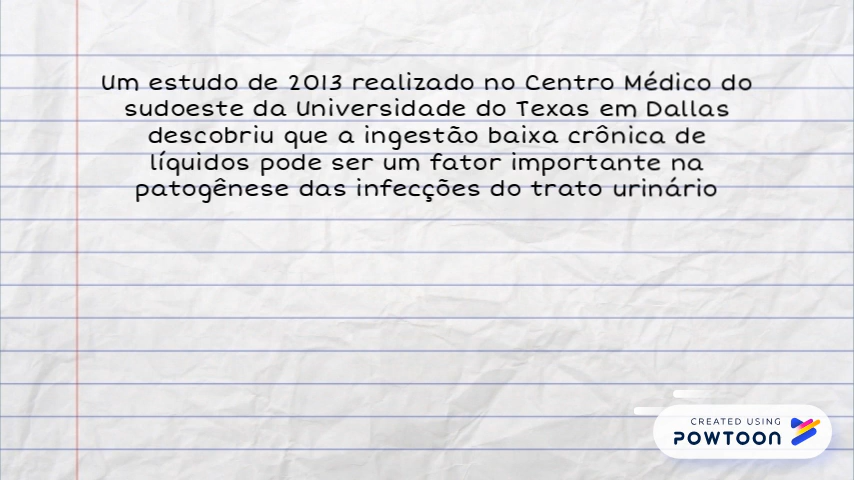 Um estudo de 2013 realizado no Centro Médico do
sudoeste da Universidade do Texas em Dallas
descobriu que a ingestão baixa crônica de
líquidos pode ser um fator importante na
patogênese das infecções do trato urinário
CREATED USING
POWTOON